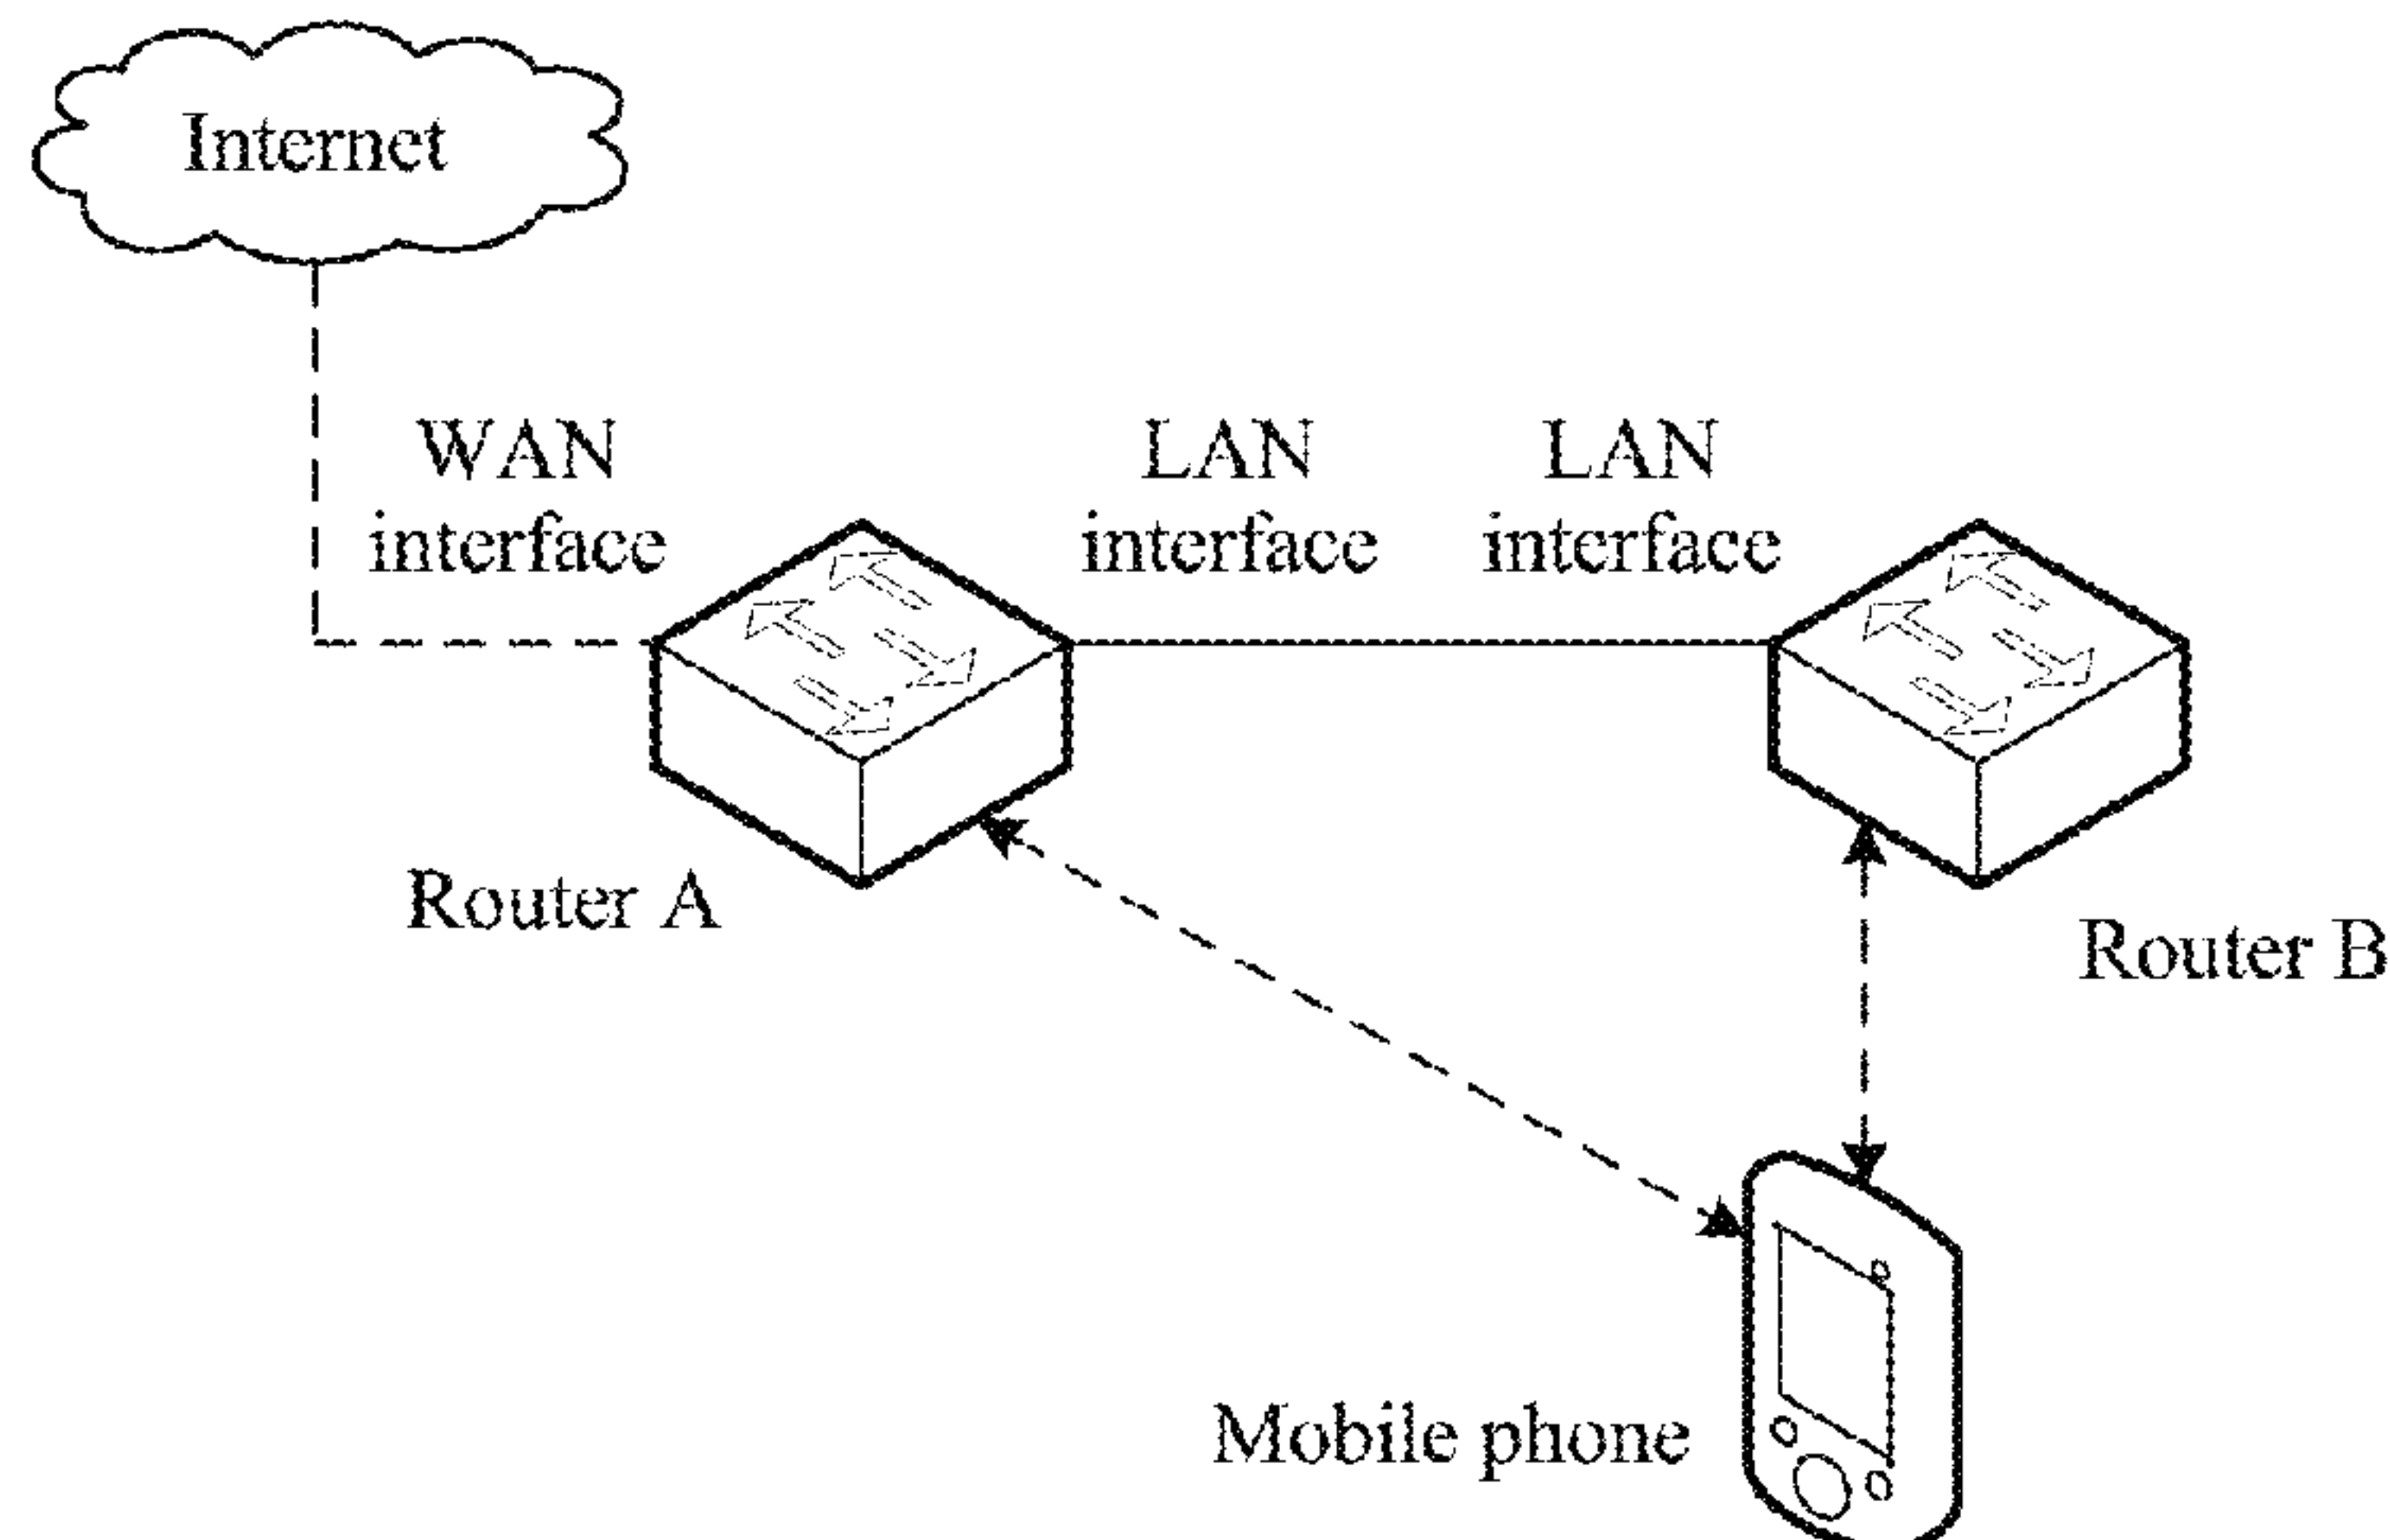 Internet
WAN
interface
LAN
interface
LAN
interface
Router A
Router B
Mobile phone